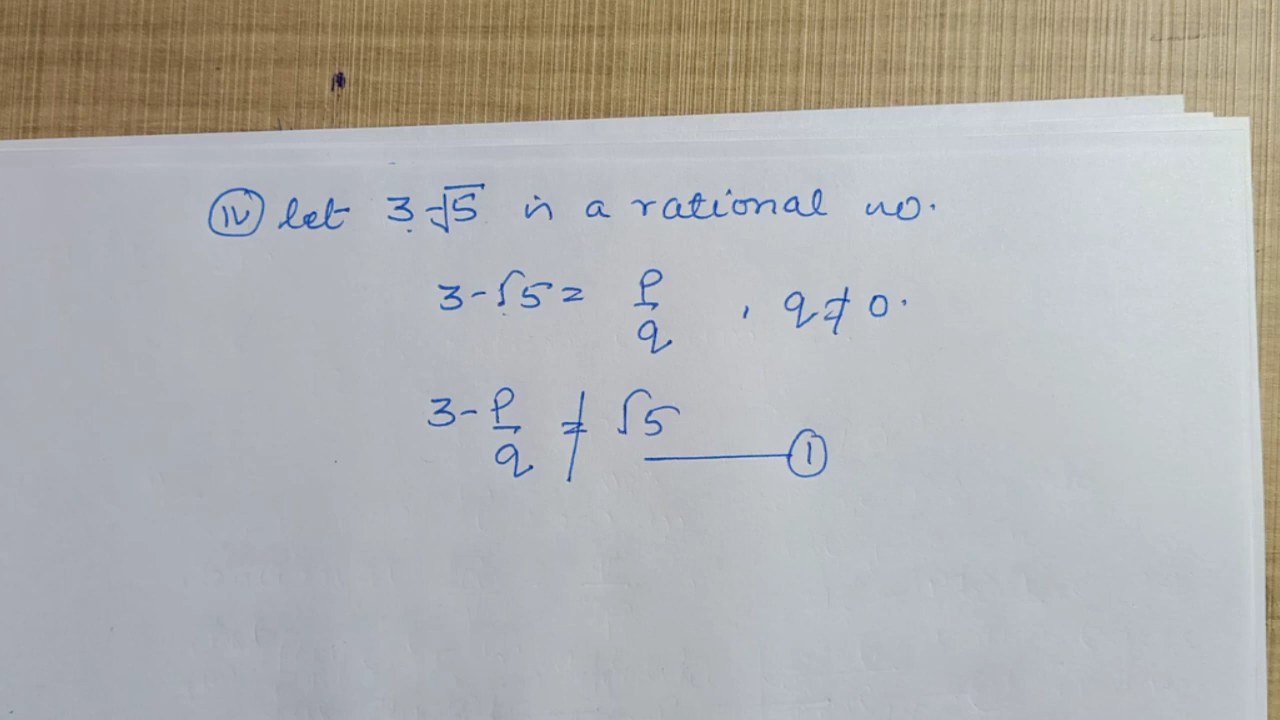 (iv) let 3-√5 is a rational no.
3-√5 = p/q , q≠0.
3-p/q ≠ √5 ———①